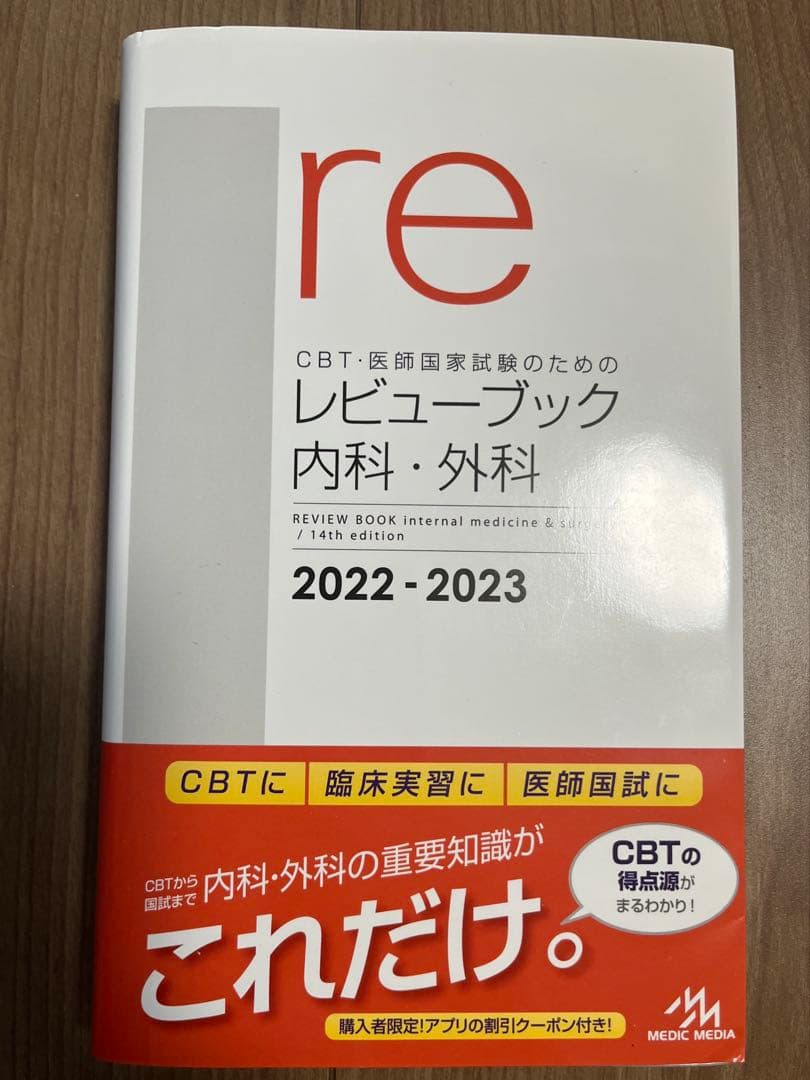 re
CBT・医師国家試験のための
レビューブック
内科・外科
REVIEW BOOK internal medicine & surgery
/ 14th edition
2022-2023
CBTに 臨床実習に 医師国試に
CBTから
国試まで
内科・外科の重要知識が
これだけ。
CBTの
得点源が
まるわかり!
購入者限定!アプリの割引クーポン付き!
MEDIC MEDIA